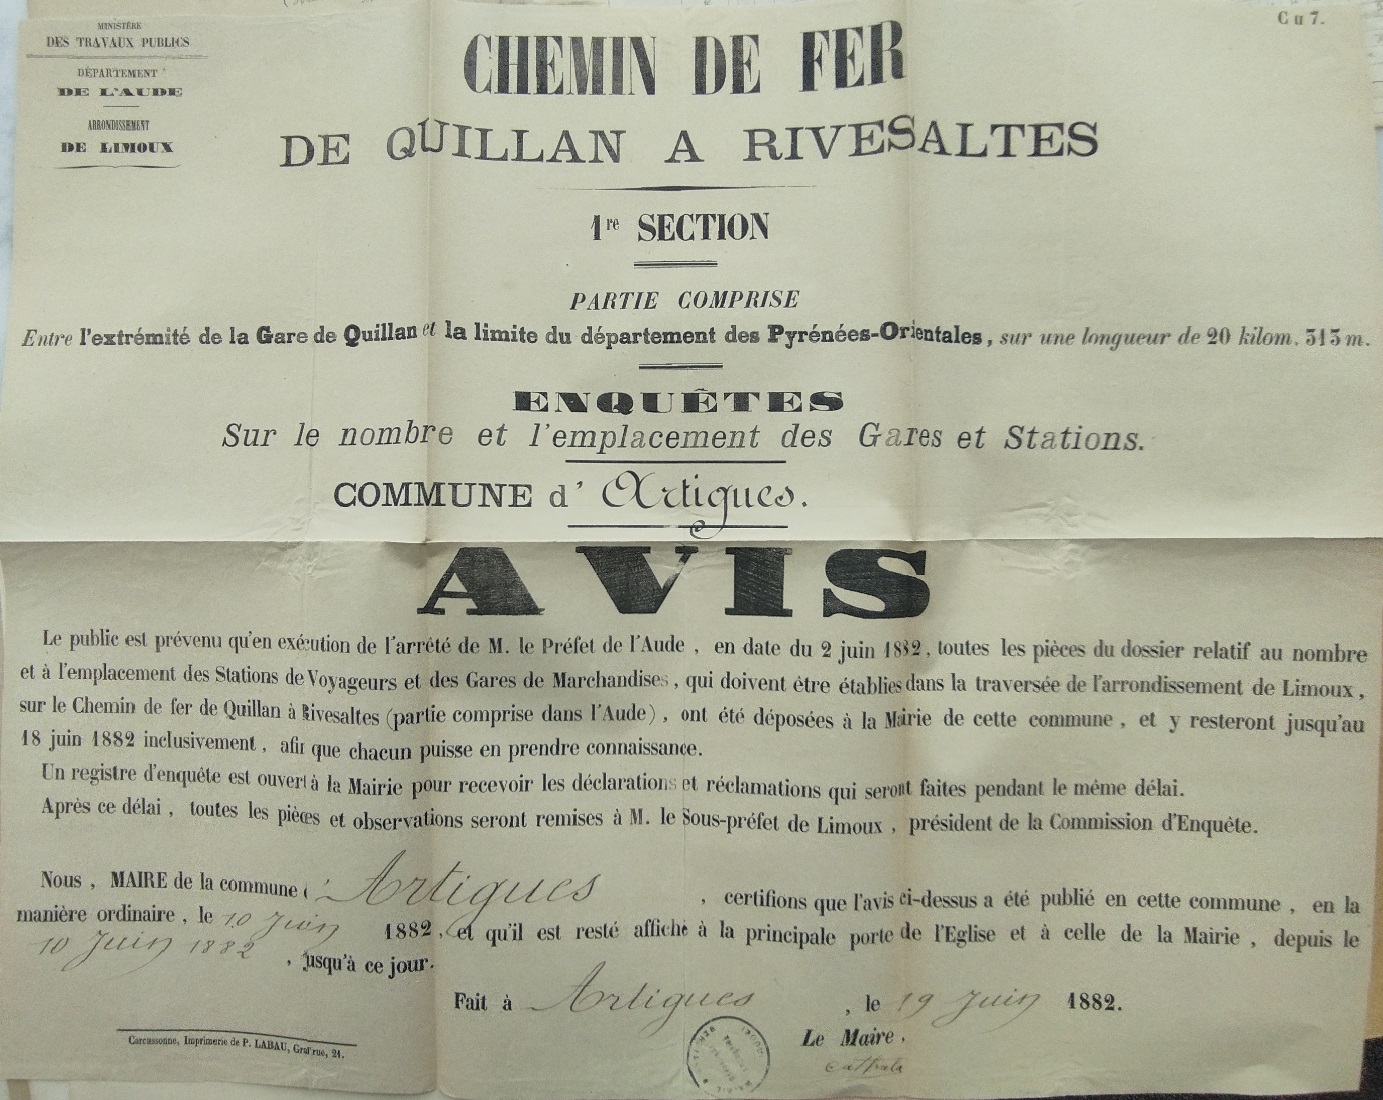 Cu7.
MINISTÈRE
DES TRAVAUX PUBLICS
DÉPARTEMENT
DE L'AUDE
ARRONDISSEMENT
DE LIMOUX
CHEMIN DE FER
DE QUILLAN A RIVESALTES
1re SECTION
PARTIE COMPRISE
Entre l'extrémité de la Gare de Quillan et la limite du département des Pyrénées-Orientales, sur une longueur de 20 kilom. 313 m.
ENQUÊTES
Sur le nombre et l'emplacement des Gares et Stations.
COMMUNE d' Artigues.
AVIS
Le public est prévenu qu'en exécution de l'arrêté de M. le Préfet de l'Aude, en date du 2 juin 1882, toutes les pièces du dossier relatif au nombre
et à l'emplacement des Stations de Voyageurs et des Gares de Marchandises, qui doivent être établies dans la traversée de l'arrondissement de Limoux,
sur le Chemin de fer de Quillan à Rivesaltes (partie comprise dans l'Aude), ont été déposées à la Mairie de cette commune, et y resteront jusqu'au
18 juin 1882 inclusivement, afin que chacun puisse en prendre connaissance.
Un registre d'enquête est ouvert à la Mairie pour recevoir les déclarations et réclamations qui seront faites pendant le même délai.
Après ce délai, toutes les pièces et observations seront remises à M. le Sous-préfet de Limoux, président de la Commission d'Enquête.
Nous, MAIRE de la commune d'Artigues, certifions que l'avis ci-dessus a été publié en cette commune, en la
manière ordinaire, le 10 Juin 1882, et qu'il est resté affiché à la principale porte de l'Eglise et à celle de la Mairie, depuis le
10 Juin 1882, jusqu'à ce jour.
Fait à Artigues, le 19 Juin 1882.
Le Maire,
Carcassonne, Imprimerie de P. LABAU, Grand'rue, 21.